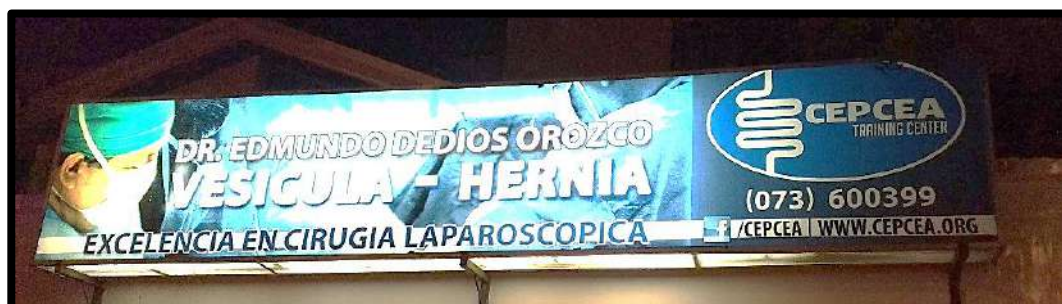 DR. EDMUNDO DEDIOS OROZCO
VESICULA - HERNIA
EXCELENCIA EN CIRUGIA LAPAROSCOPICA
CEPCEA
TRAINING CENTER
(073) 600399
f /CEPCEA | WWW.CEPCEA.ORG